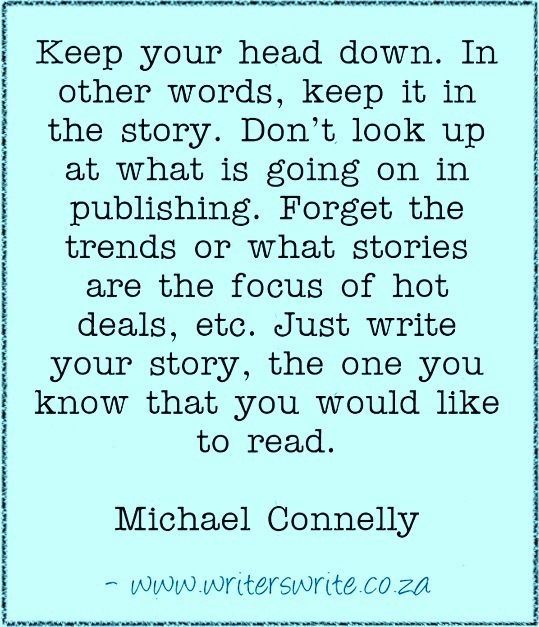 Keep your head down. In
other words, keep it in
the story. Don't look up
at what is going on in
publishing. Forget the
trends or what stories
are the focus of hot
deals, etc. Just write
your story, the one you
know that you would like
to read.
Michael Connelly
- www.writerswrite.co.za